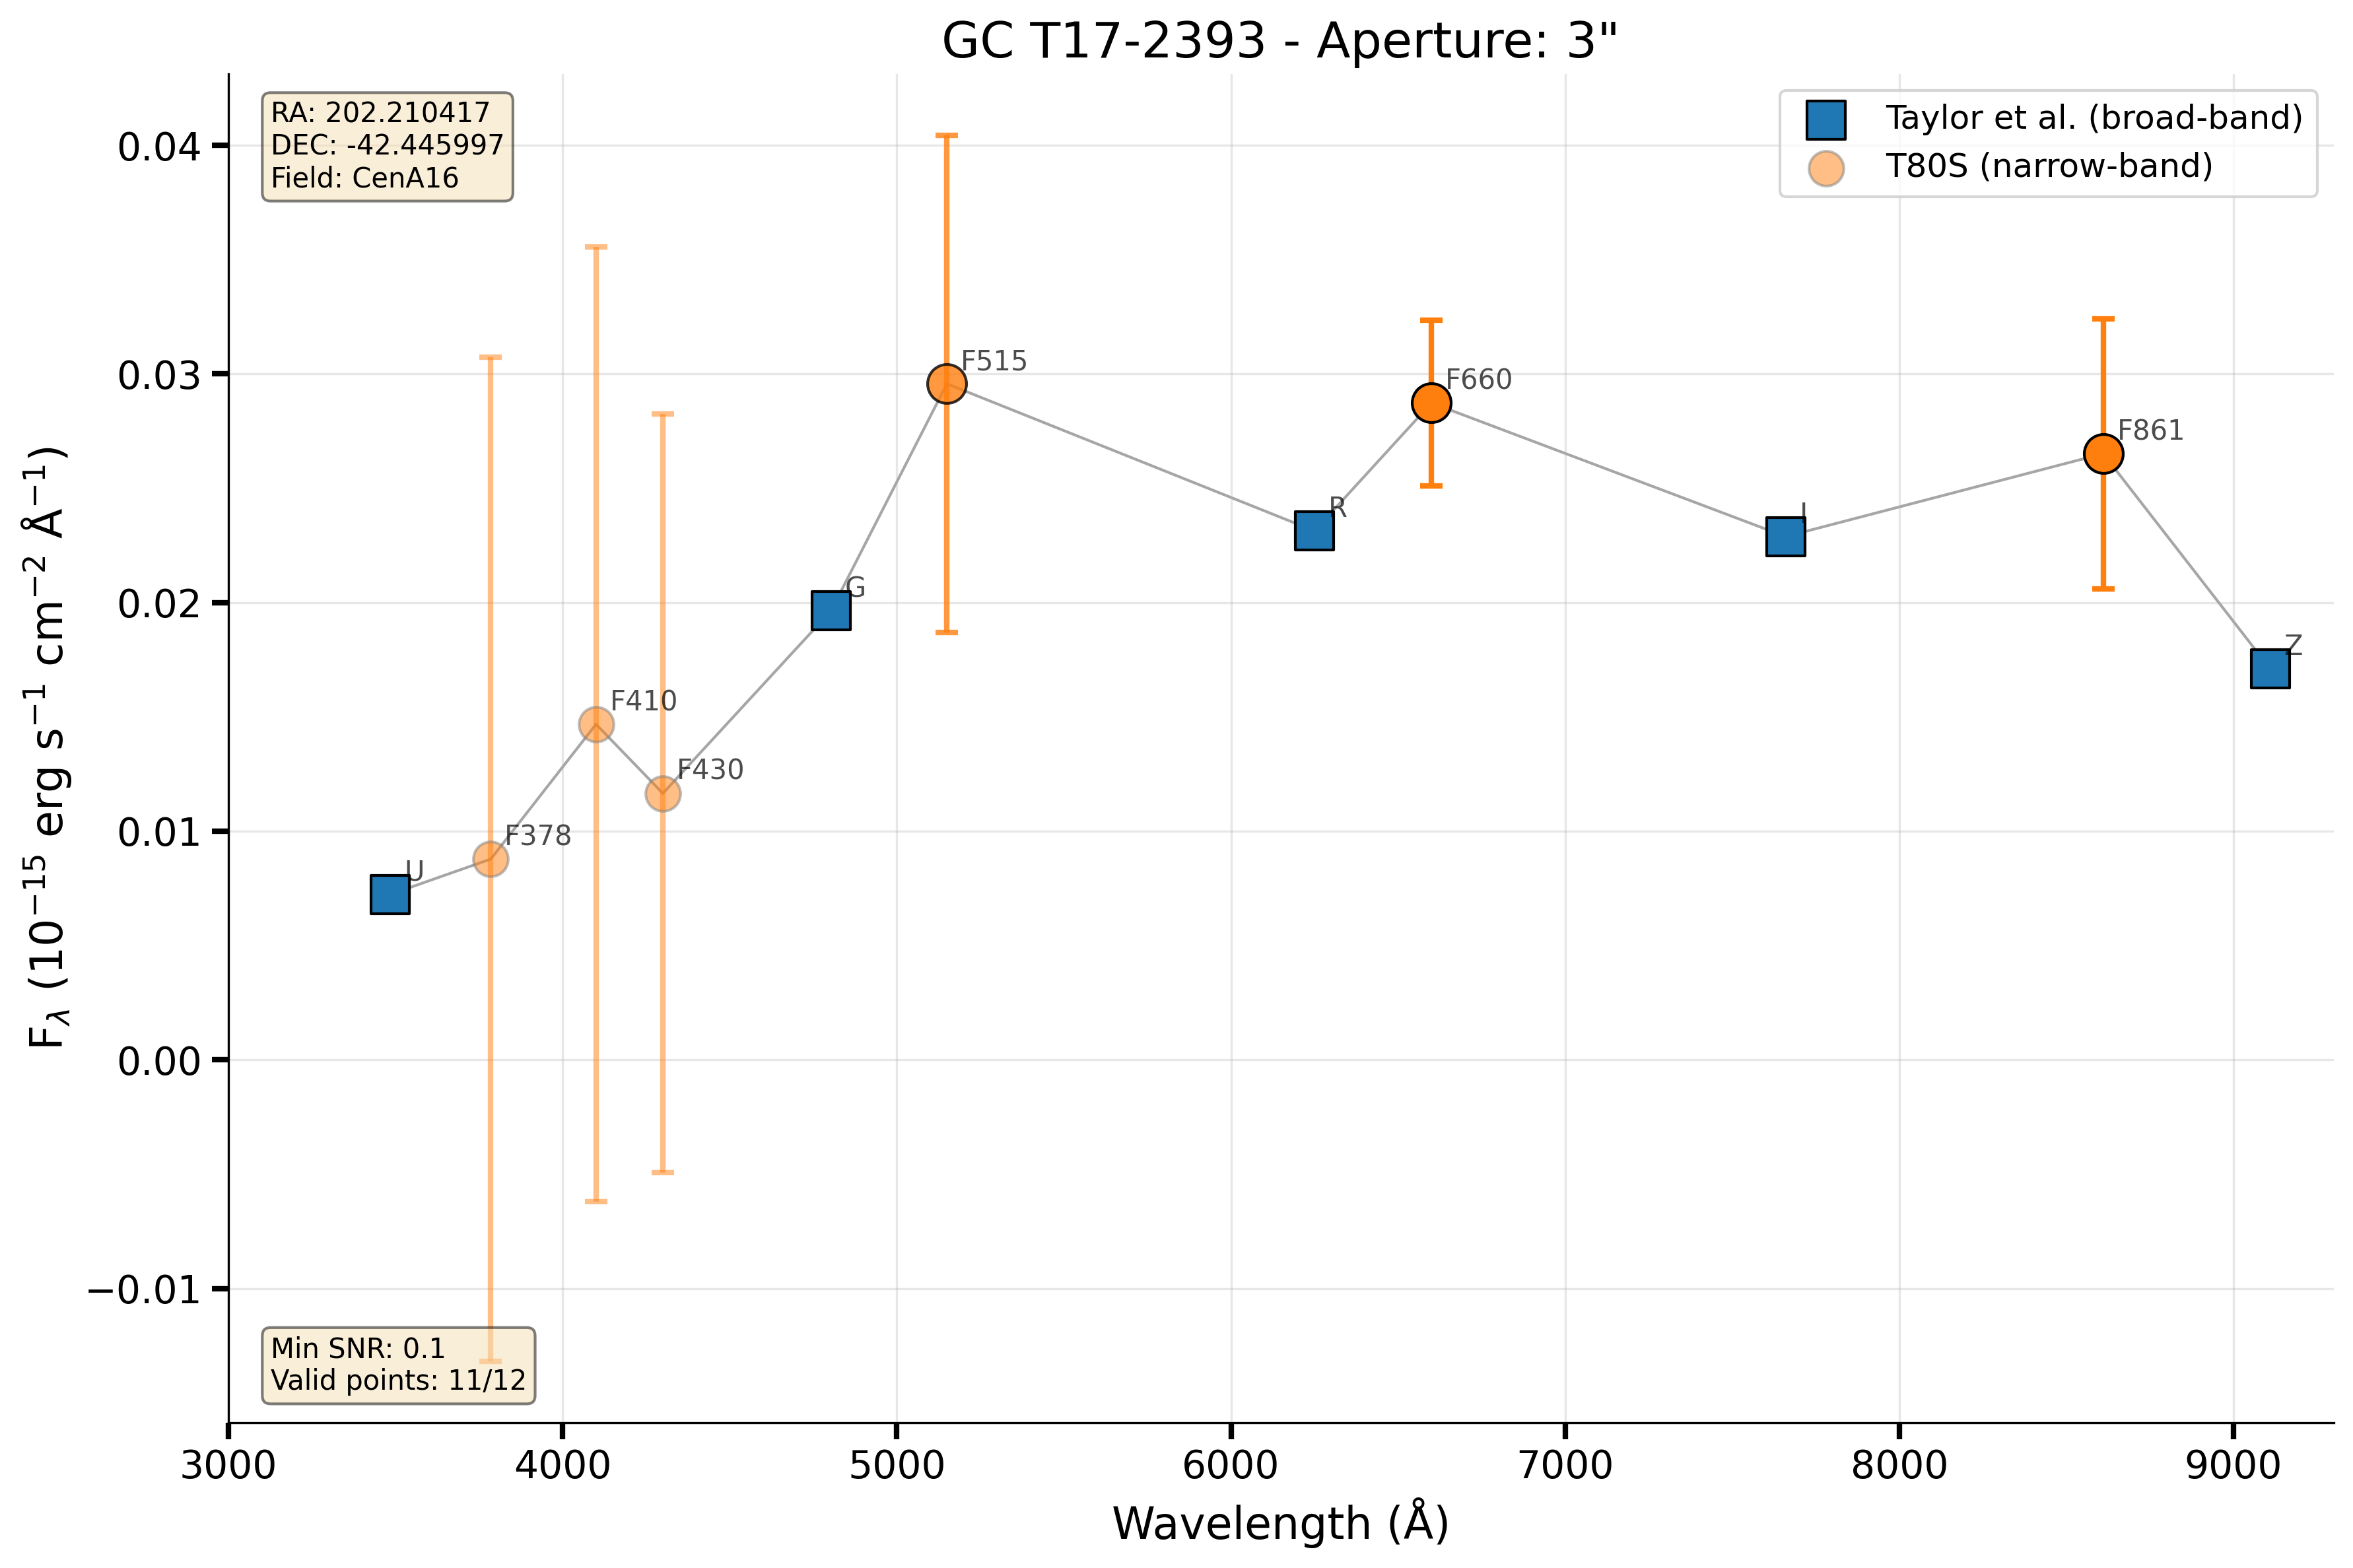 GC T17-2393 - Aperture: 3"
RA: 202.210417
DEC: -42.445997
Field: CenA16
Taylor et al. (broad-band)
T80S (narrow-band)
F_λ (10⁻¹⁵ erg s⁻¹ cm⁻² Å⁻¹)
0.04
0.03
0.02
0.01
0.00
−0.01
U
F378
F410
F430
G
F515
R
F660
I
F861
Z
Min SNR: 0.1
Valid points: 11/12
3000 4000 5000 6000 7000 8000 9000
Wavelength (Å)